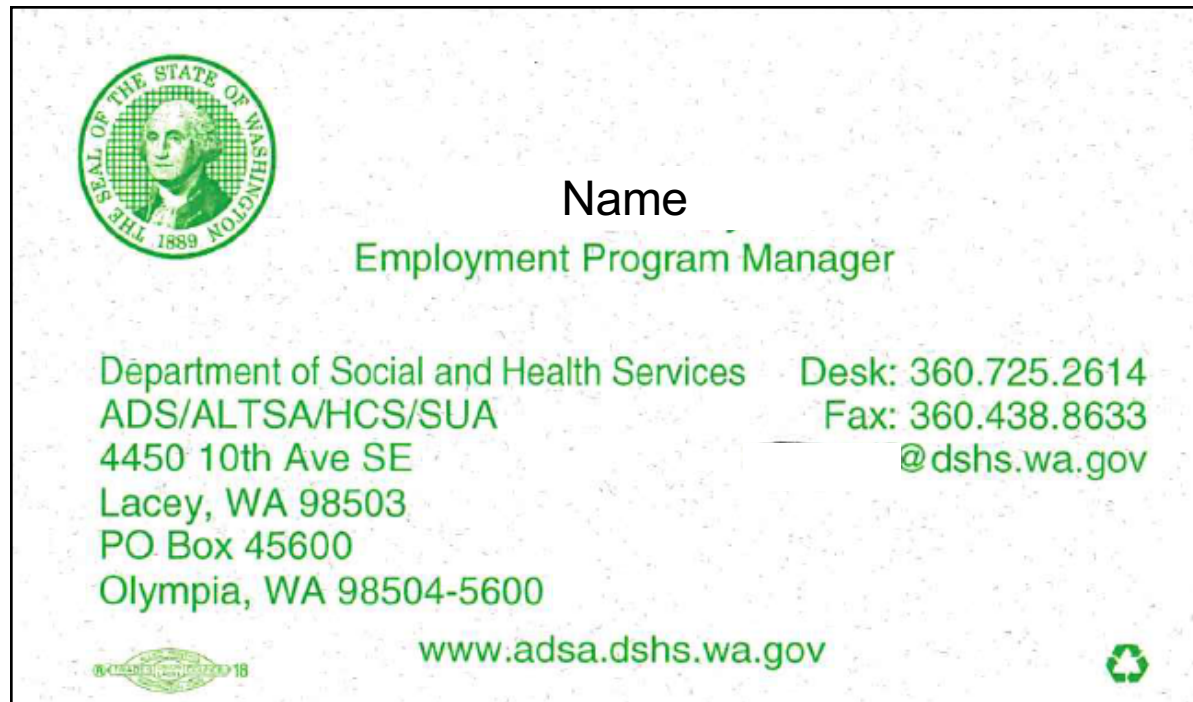 THE SEAL OF THE STATE OF WASHINGTON
1889
Name
Employment Program Manager
Department of Social and Health Services
ADS/ALTSA/HCS/SUA
4450 10th Ave SE
Lacey, WA 98503
PO Box 45600
Olympia, WA 98504-5600
Desk: 360.725.2614
Fax: 360.438.8633
@dshs.wa.gov
www.adsa.dshs.wa.gov
18